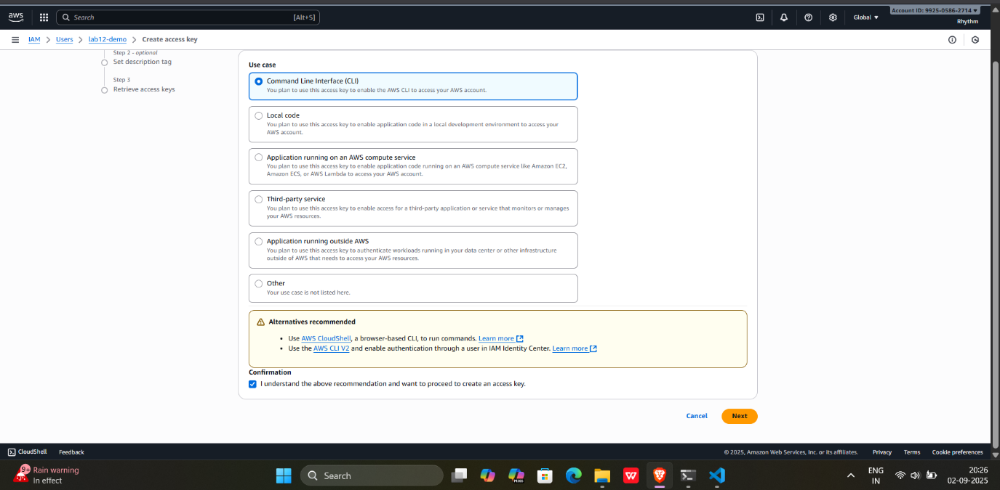 aws
Search
[Alt+S]
Global ▼
Account ID: 9925-0586-2714 ▼
Rhythm
IAM > Users > lab12-demo > Create access key
Step 2 - optional
Set description tag
Step 3
Retrieve access keys
Use case
Command Line Interface (CLI)
You plan to use this access key to enable the AWS CLI to access your AWS account.
Local code
You plan to use this access key to enable application code in a local development environment to access your
AWS account.
Application running on an AWS compute service
You plan to use this access key to enable application code running on an AWS compute service like Amazon EC2,
Amazon ECS, or AWS Lambda to access your AWS account.
Third-party service
You plan to use this access key to enable access for a third-party application or service that monitors or manages
your AWS resources.
Application running outside AWS
You plan to use this access key to authenticate workloads running in your data center or other infrastructure
outside of AWS that needs to access your AWS resources.
Other
Your use case is not listed here.
Alternatives recommended
• Use AWS CloudShell, a browser-based CLI, to run commands. Learn more
• Use the AWS CLI V2 and enable authentication through a user in IAM Identity Center. Learn more
Confirmation
I understand the above recommendation and want to proceed to create an access key.
Cancel
Next
CloudShell
Feedback
© 2025, Amazon Web Services, Inc. or its affiliates.
Privacy
Terms
Cookie preferences
9+
Rain warning
In effect
Search
ENG
IN
20:26
02-09-2025